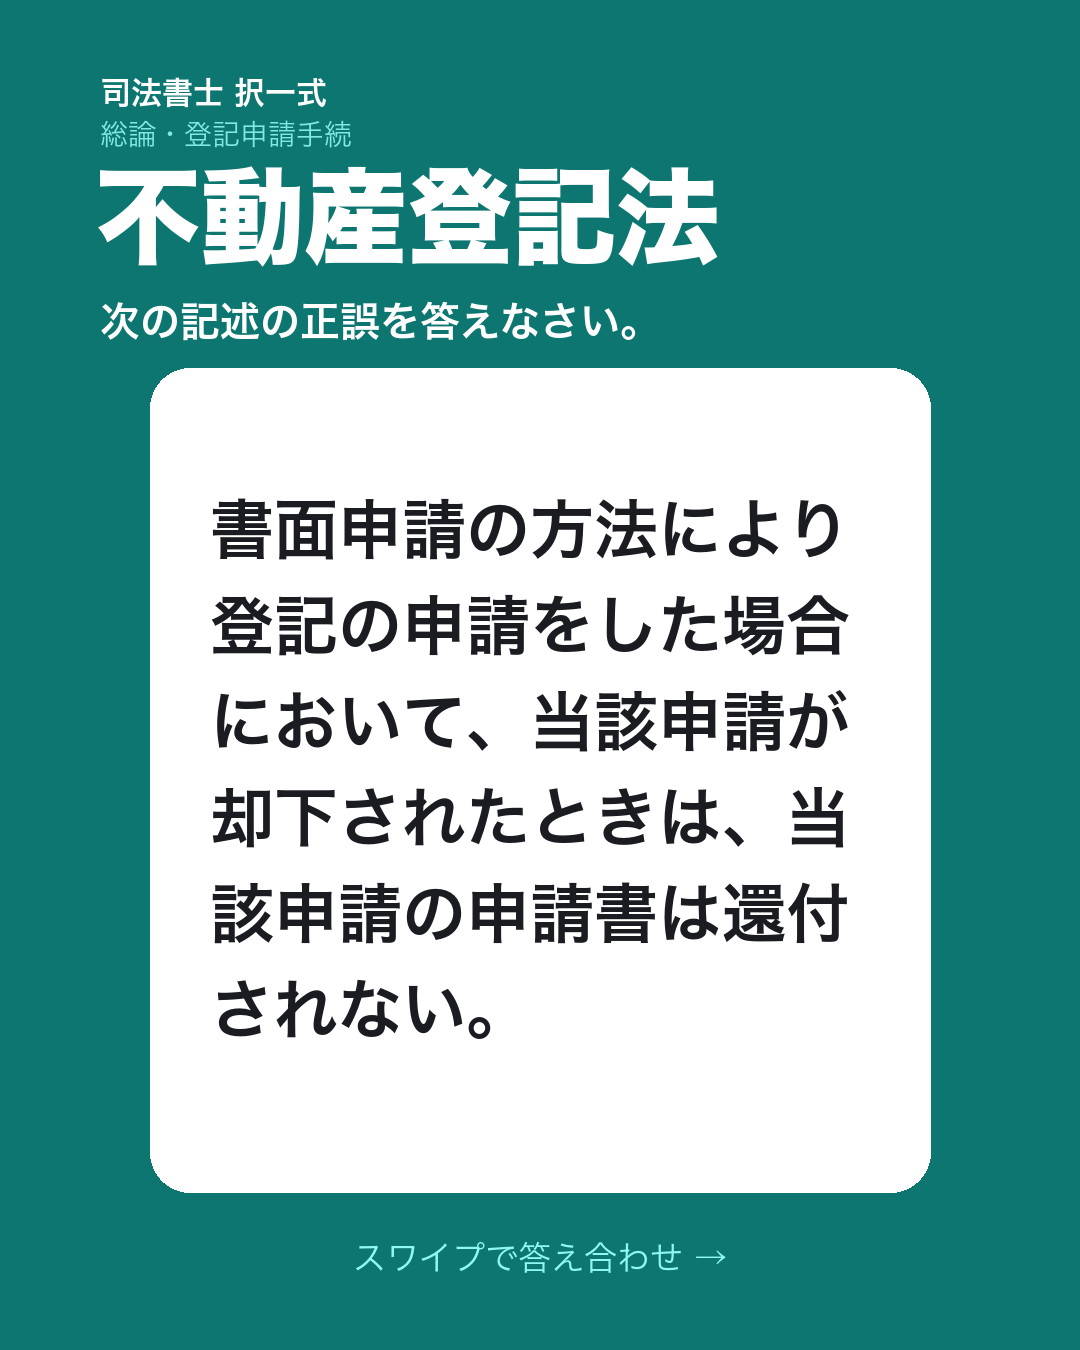 司法書士 択一式
総論・登記申請手続
不動産登記法
次の記述の正誤を答えなさい。
書面申請の方法により
登記の申請をした場合
において、当該申請が
却下されたときは、当
該申請の申請書は還付
されない。
スワイプで答え合わせ →